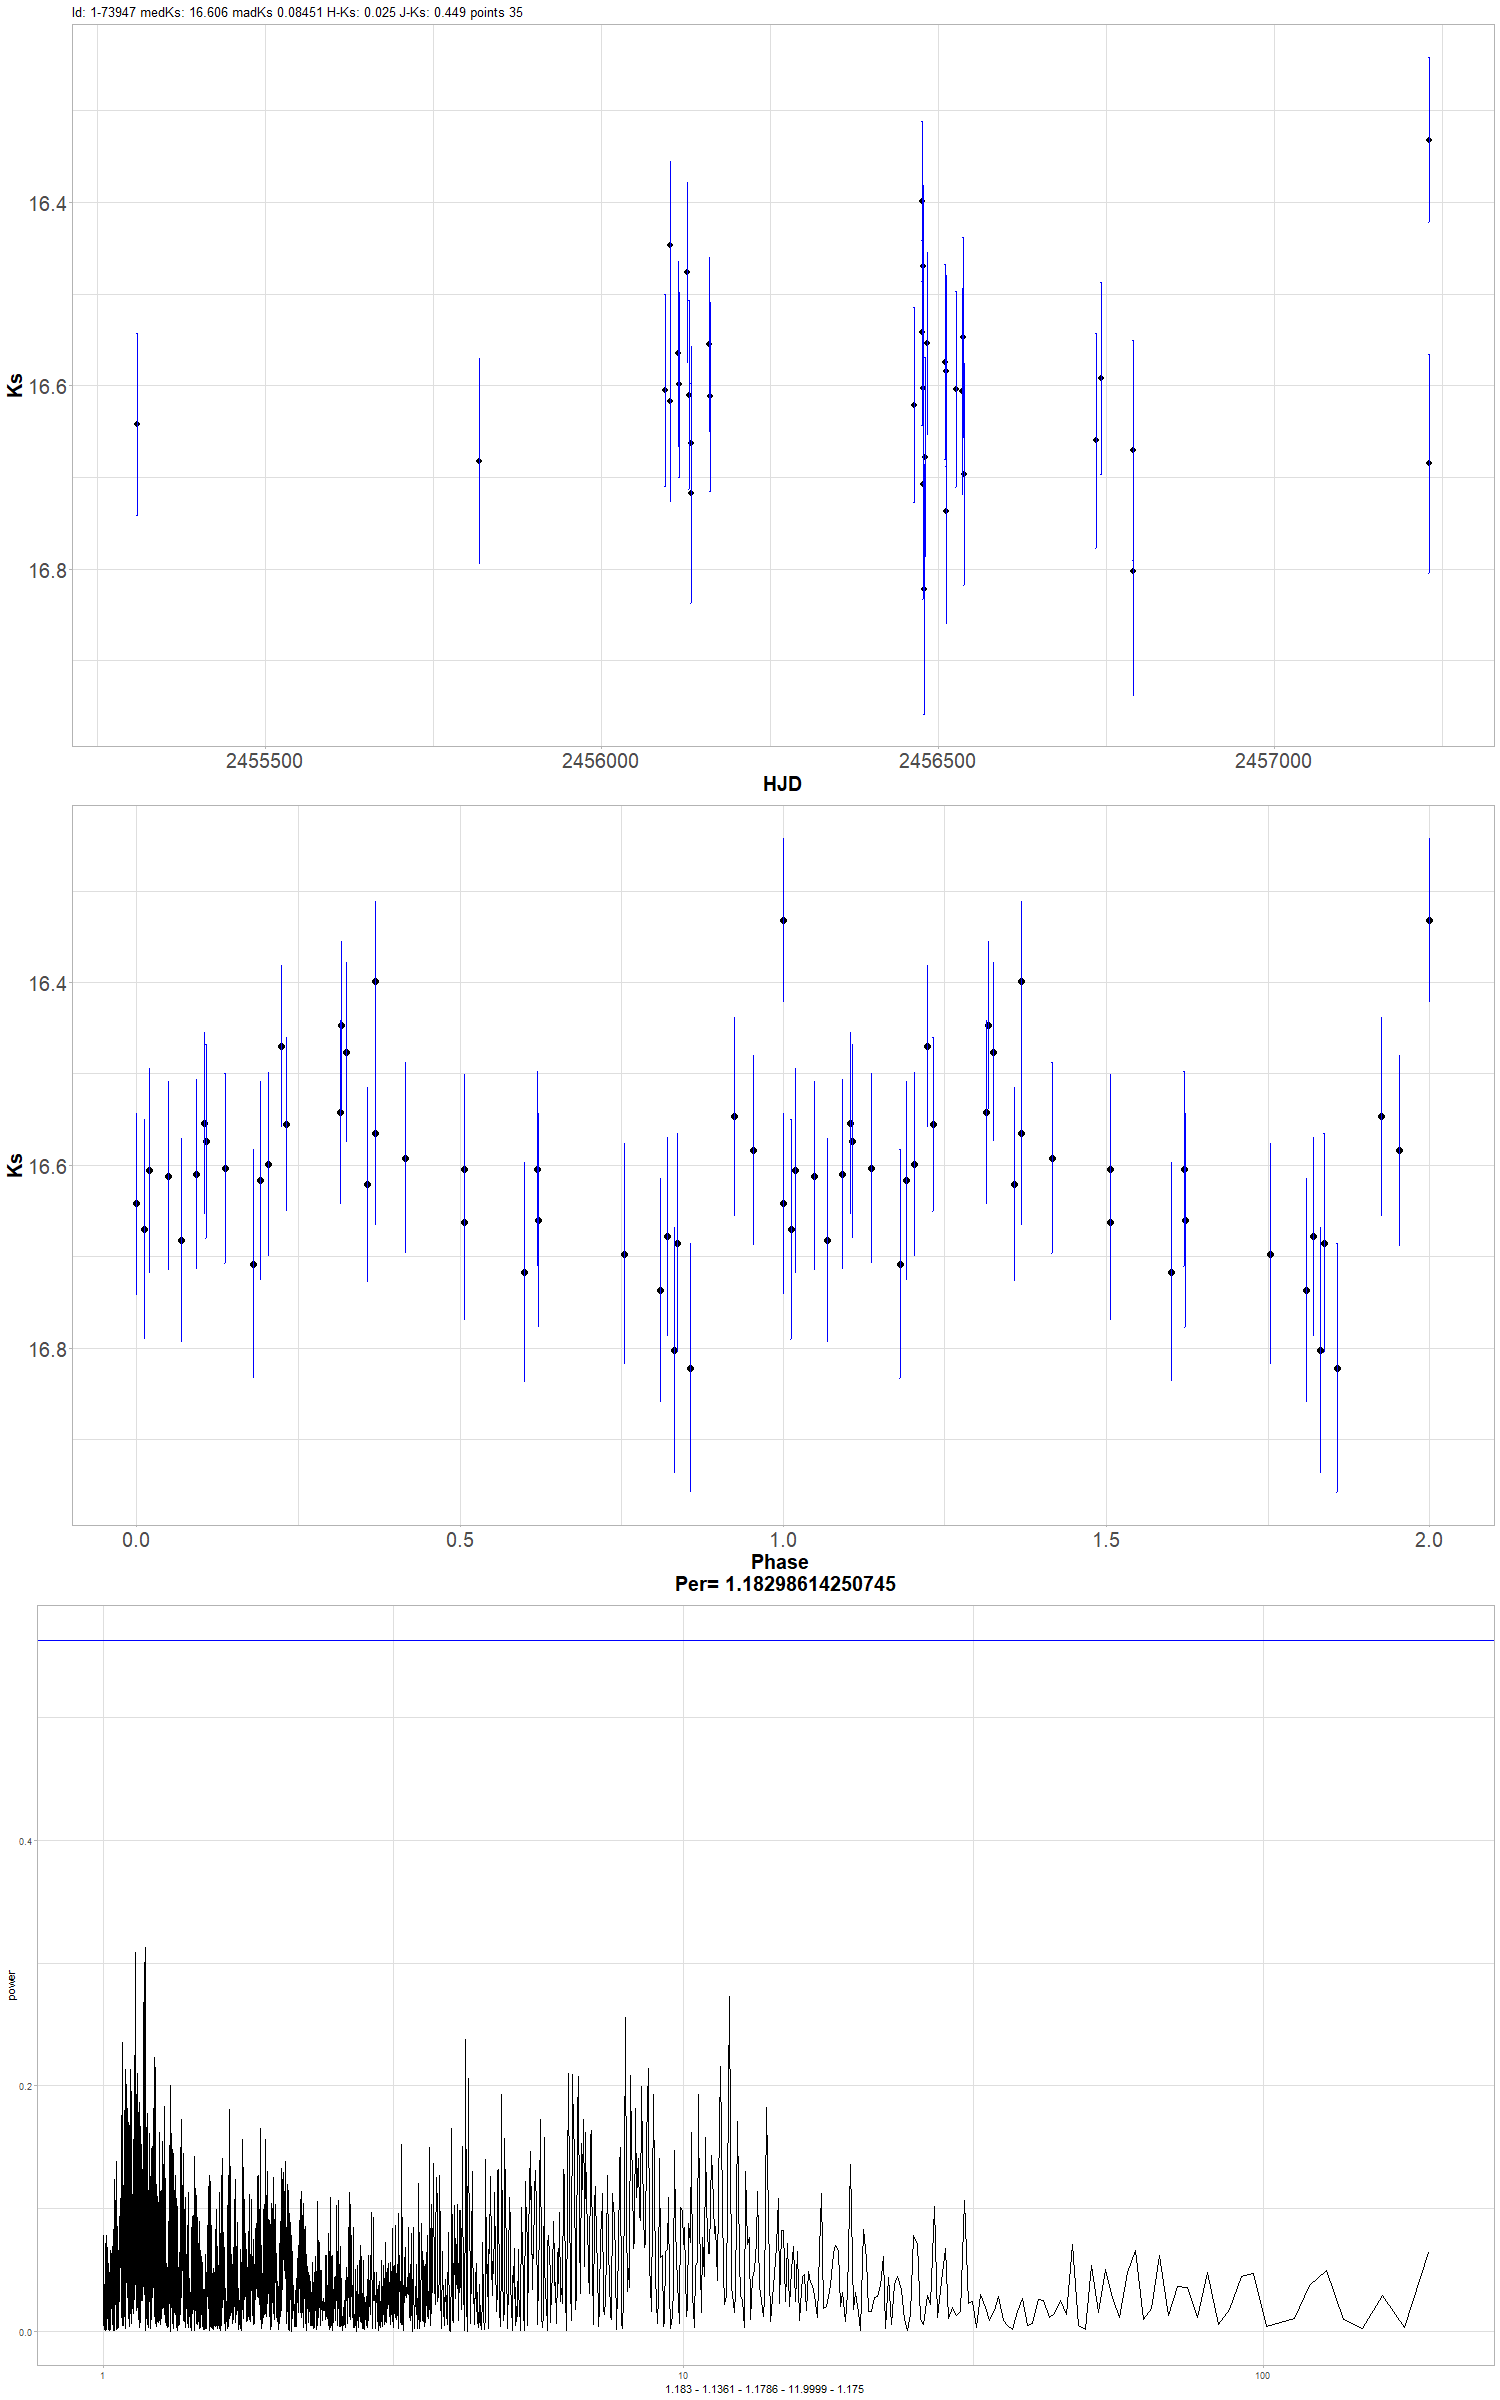 Id: 1-73947 medKs: 16.606 madKs 0.08451 H-Ks: 0.025 J-Ks: 0.449 points 35
16.4
16.6
16.8
Ks
2455500 2456000 2456500 2457000
HJD
16.4
16.6
16.8
Ks
0.0 0.5 1.0 1.5 2.0
Phase
Per= 1.18298614250745
0.4
0.2
0.0
power
1 10 100
1.183 - 1.1361 - 1.1786 - 11.9999 - 1.175